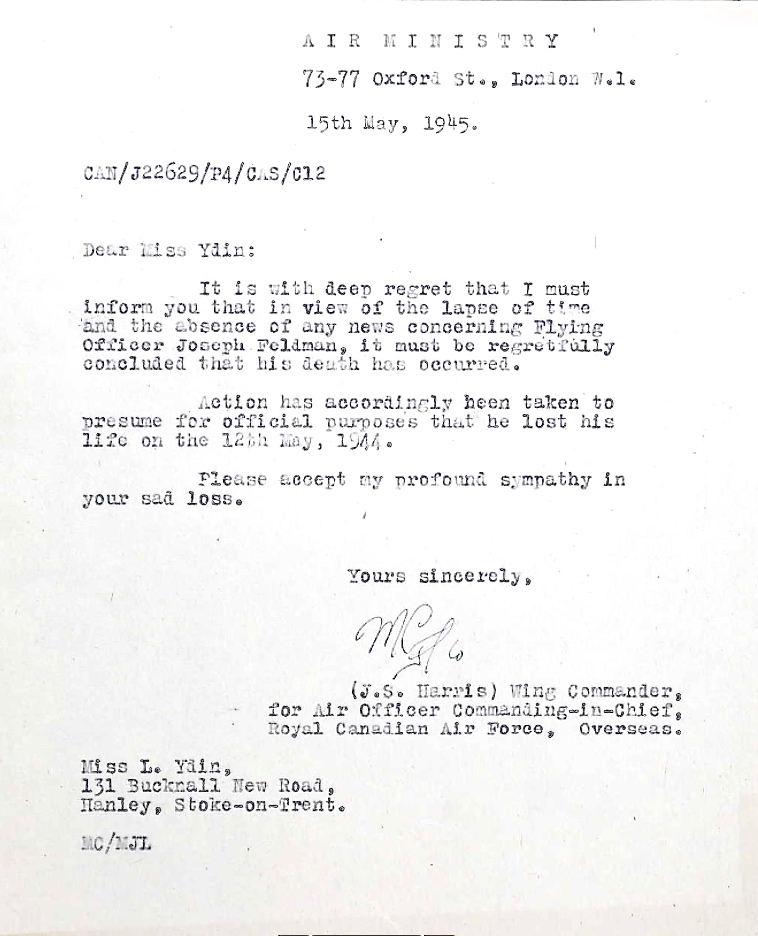 AIR MINISTRY
73-77 Oxford St., London W.1.
15th May, 1945.
CAN/J22629/P4/CAS/C12
Dear Miss Ydin:
It is with deep regret that I must
inform you that in view of the lapse of time
and the absence of any news concerning Flying
Officer Joseph Feldman, it must be regretfully
concluded that his death has occurred.
Action has accordingly been taken to
presume for official purposes that he lost his
life on the 12th May, 1944.
Please accept my profound sympathy in
your sad loss.
Yours sincerely,
(J.S. Harris) Wing Commander,
for Air Officer Commanding-in-Chief,
Royal Canadian Air Force, Overseas.
Miss L. Ydin,
131 Bucknall New Road,
Hanley, Stoke-on-Trent.
MC/MJL